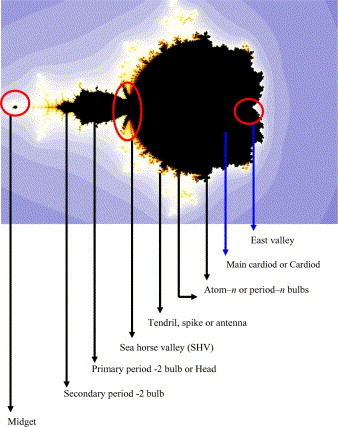 East valley
Main cardiod or Cardiod
Atom–n or period–n bulbs
Tendril, spike or antenna
Sea horse valley (SHV)
Primary period -2 bulb or Head
Secondary period -2 bulb
Midget